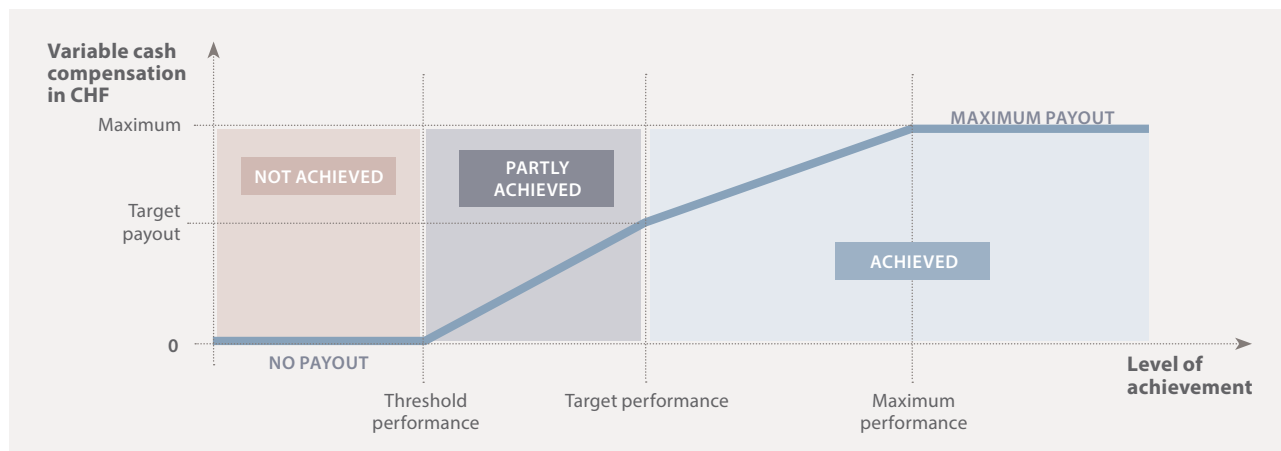 Variable cash
compensation
in CHF
Maximum
MAXIMUM PAYOUT
NOT ACHIEVED
PARTLY
ACHIEVED
Target
payout
ACHIEVED
0
NO PAYOUT
Level of
achievement
Threshold
performance
Target performance
Maximum
performance